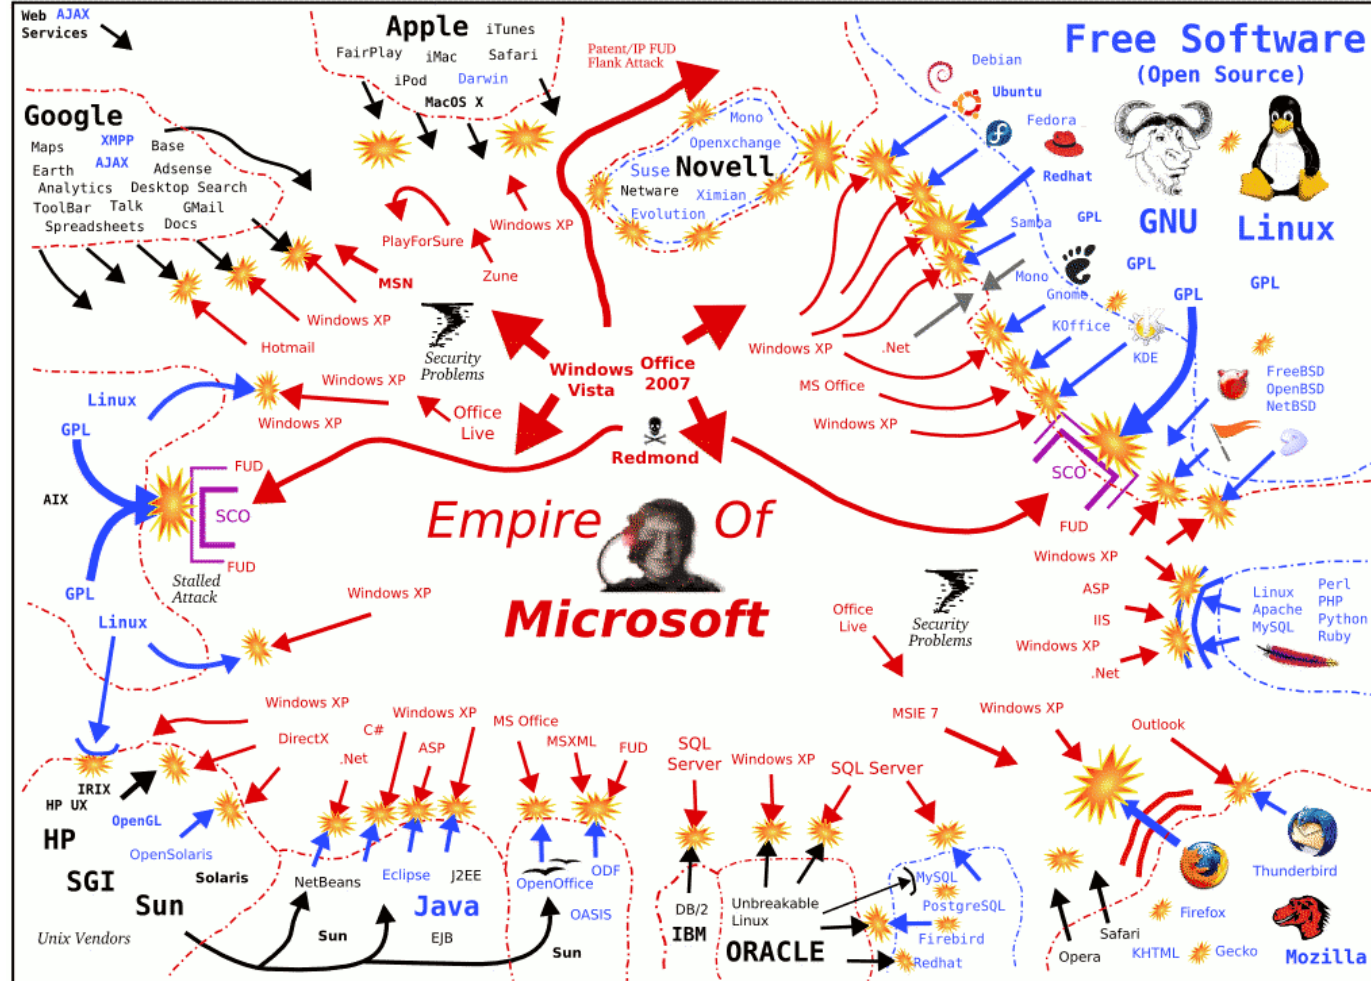 Web AJAX
Services
Apple
iTunes
FairPlay
iMac
Safari
iPod
Darwin
MacOS X
Patent/IP FUD
Flank Attack
Free Software
(Open Source)
Debian
Ubuntu
Fedora
Redhat
GNU
Linux
Google
Maps
XMPP
Base
Earth
AJAX
Adsense
Analytics
Desktop Search
ToolBar
Talk
GMail
Spreadsheets
Docs
Mono
Openxchange
Suse
Novell
Netware
Ximian
Evolution
Samba
GPL
Mono
GPL
Gnome
GPL
GPL
KOffice
KDE
FreeBSD
OpenBSD
NetBSD
PlayForSure
Windows XP
Zune
MSN
Windows XP
Hotmail
Security
Problems
Windows
Vista
Office
2007
Windows XP
.Net
MS Office
Windows XP
Linux
Windows XP
Windows XP
Office
Live
GPL
Redmond
AIX
FUD
SCO
FUD
Stalled
Attack
GPL
SCO
FUD
Empire Of
Microsoft
Windows XP
ASP
IIS
Windows XP
.Net
Linux
Apache
MySQL
Perl
PHP
Python
Ruby
Linux
Windows XP
Office
Live
Security
Problems
Windows XP
DirectX
C#
.Net
Windows XP
ASP
MS Office
MSXML
FUD
SQL
Server
Windows XP
SQL Server
MSIE 7
Windows XP
Outlook
IRIX
HP UX
OpenGL
HP
OpenSolaris
SGI
Solaris
Sun
Unix Vendors
NetBeans
Eclipse
J2EE
Java
Sun
EJB
OpenOffice
ODF
OASIS
Sun
DB/2
IBM
Unbreakable
Linux
ORACLE
MySQL
PostgreSQL
Firebird
Redhat
Thunderbird
Firefox
Safari
Opera
KHTML
Gecko
Mozilla